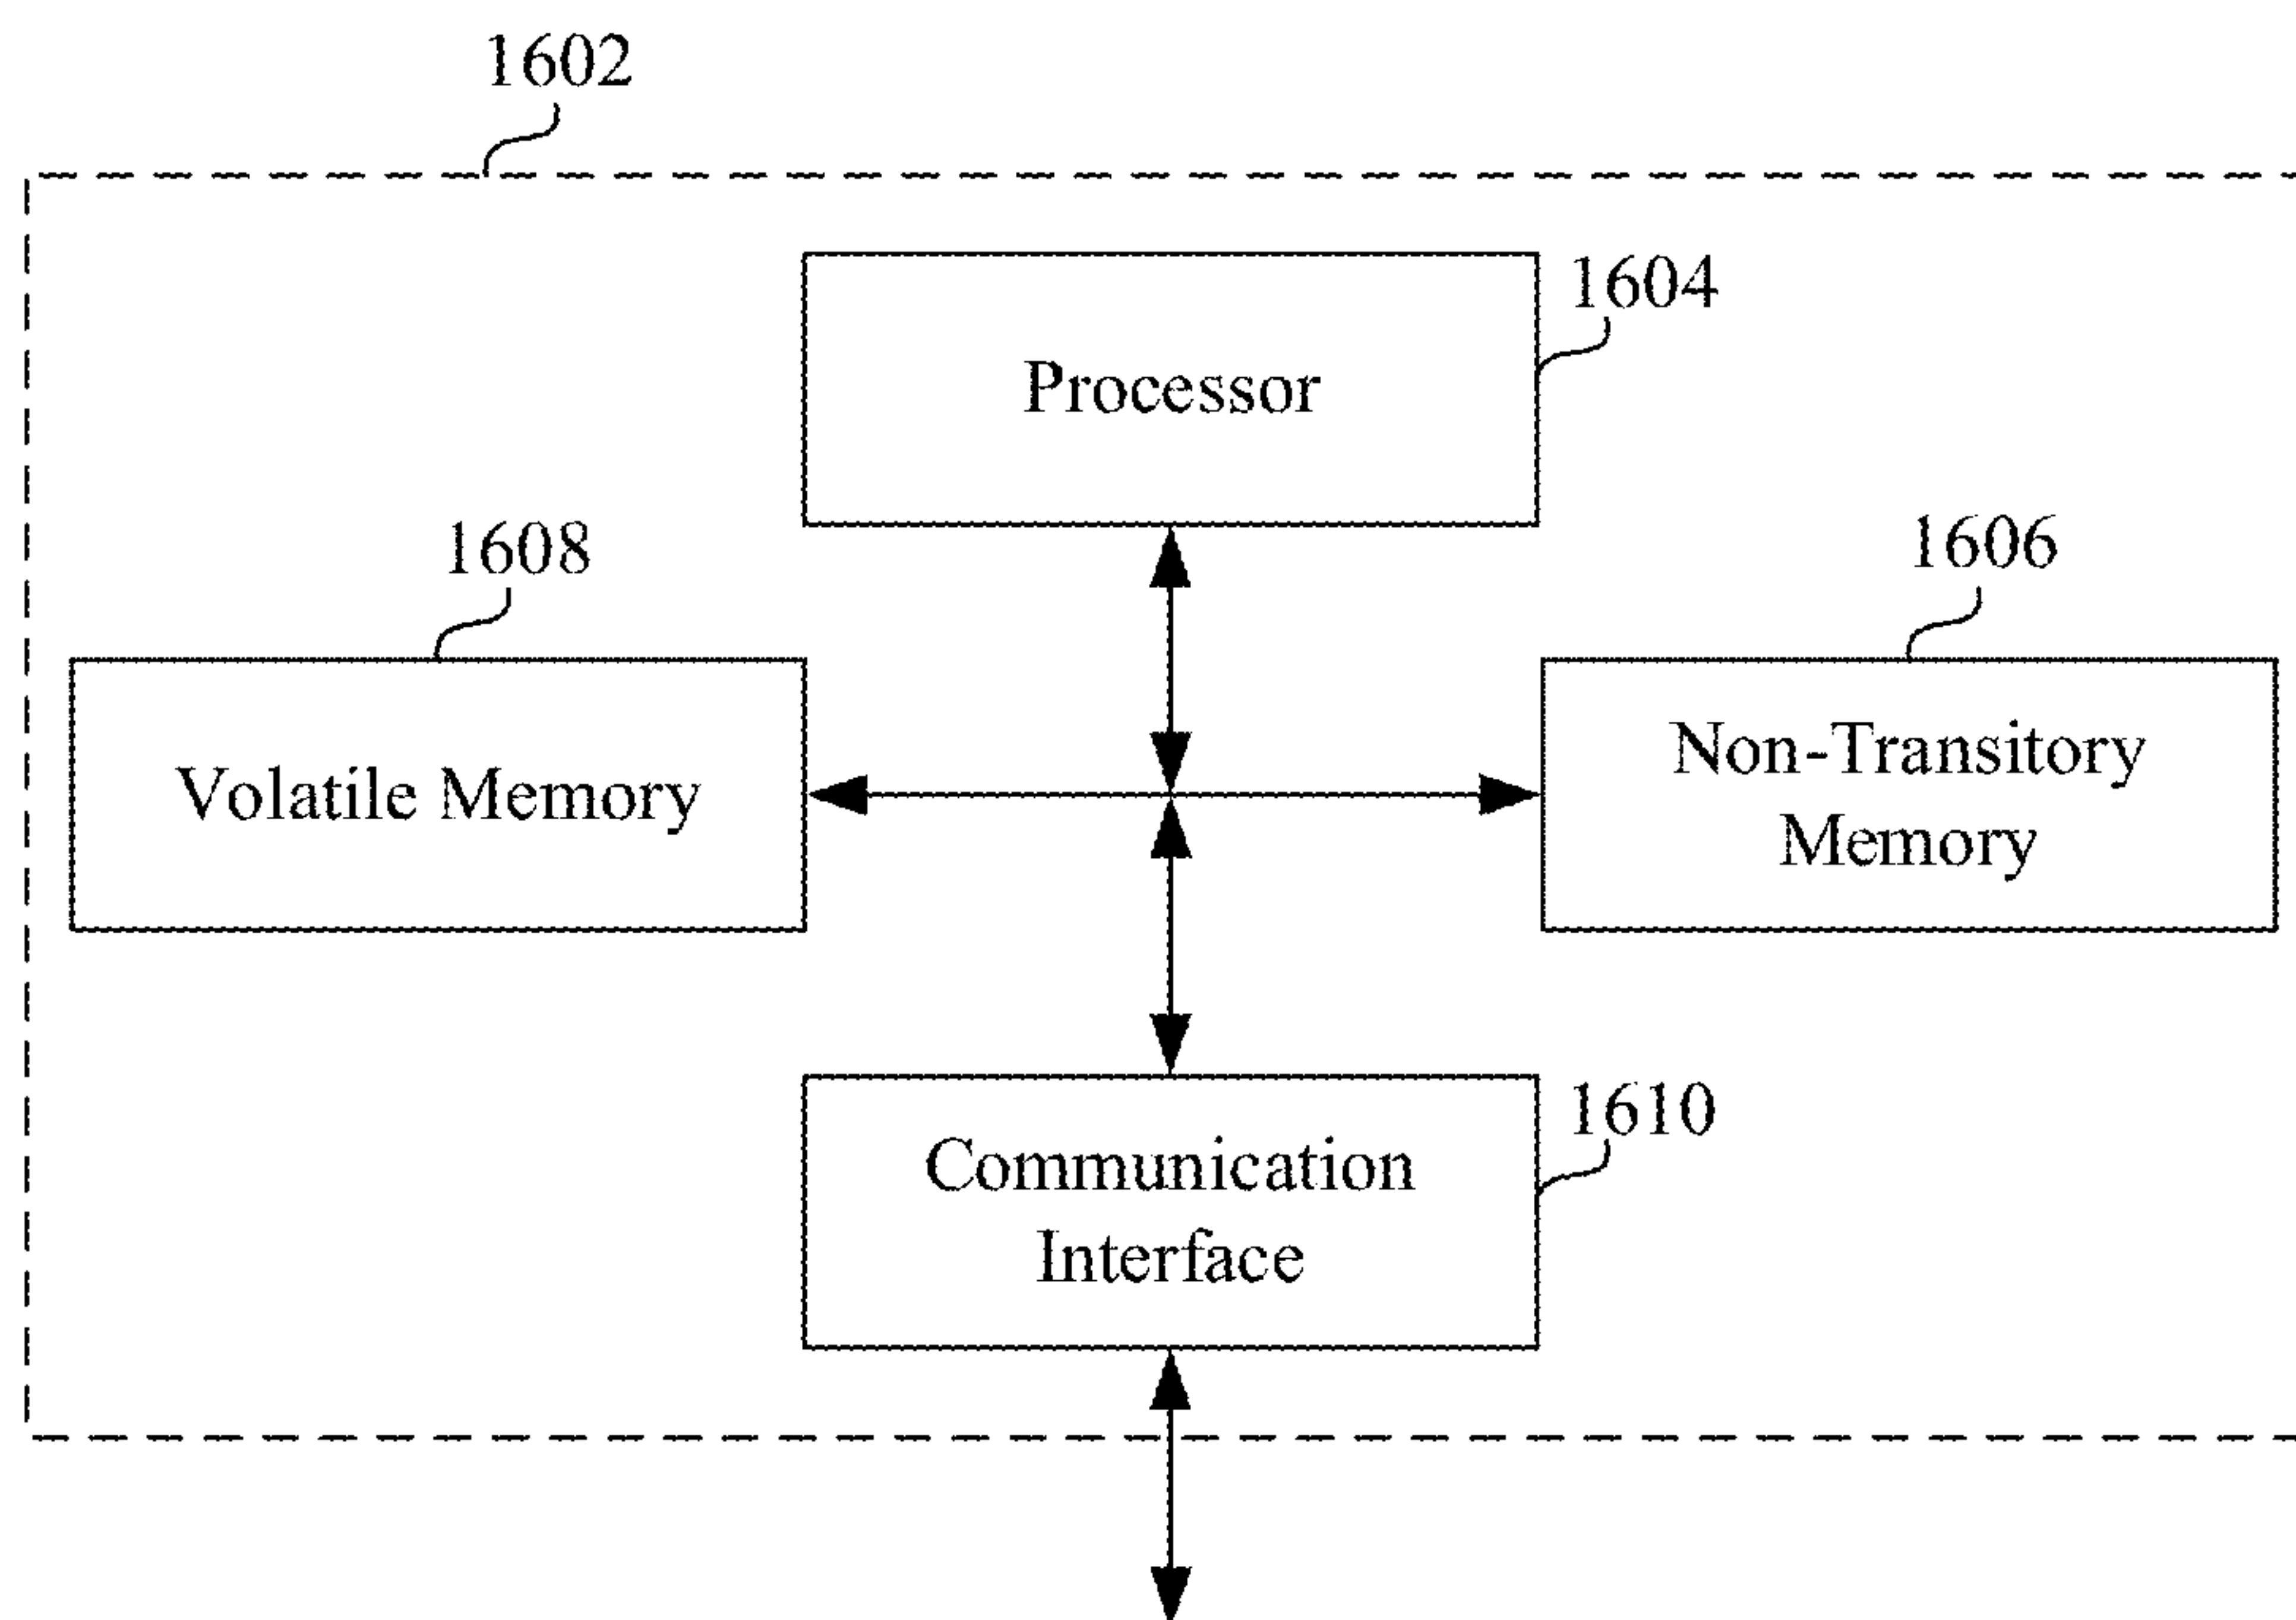 1602
1604
Processor
1608
1606
Volatile Memory
Non-Transitory
Memory
1610
Communication
Interface